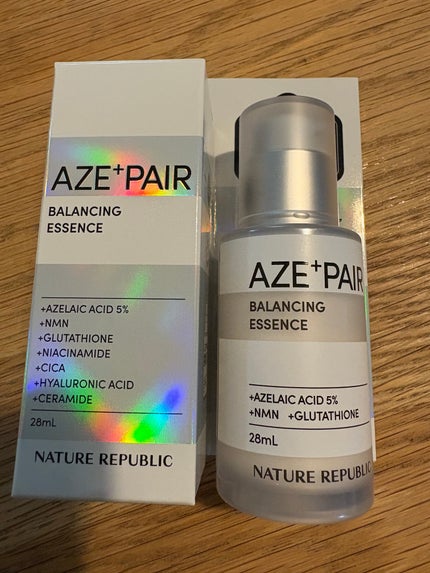 AZE+PAIR
BALANCING
ESSENCE
+AZELAIC ACID 5%
+NMN
+GLUTATHIONE
+NIACINAMIDE
+CICA
+HYALURONIC ACID
+CERAMIDE
28mL
NATURE REPUBLIC
AZE+PAIR
BALANCING
ESSENCE
+AZELAIC ACID 5%
+NMN +GLUTATHIONE
28mL
NATURE REPUBLIC